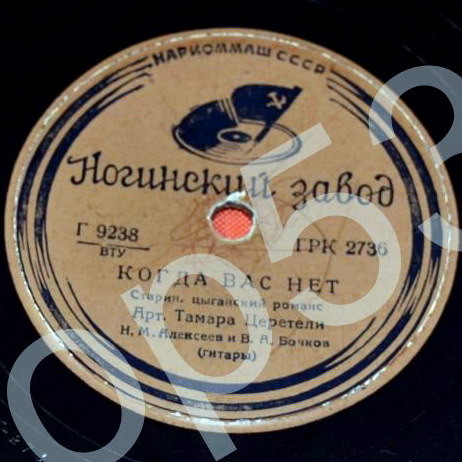 НАРКОММАШ СССР
Ногинский завод
Г 9238 ГРК 2736
ВТУ
КОГДА ВАС НЕТ
Старин. цыганский романс
Арт. Тамара Церетели
Н. М. Алексеев и В. А. Бочков
(гитары)